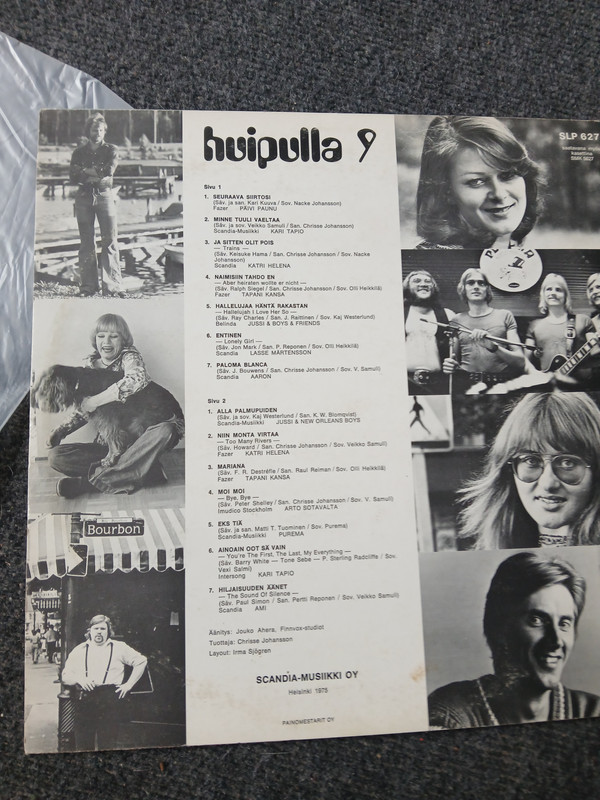 huipulla 9
Sivu 1
1. SEURAAVA SIIRTOSI
(Säv. ja san. Kari Kuuva / Sov. Nacke Johansson)
Fazer PÄIVI PAUNU
2. MINNE TUULI VAELTAA
(Säv. ja sov. Veikko Samuli / San. Chrisse Johansson)
Scandia-Musiikki KARI TAPIO
3. JA SITTEN OLIT POIS
— Trains —
(Säv. Keisuke Hama / San. Chrisse Johansson / Sov. Nacke
Johansson)
Scandia KATRI HELENA
4. NAIMISIIN TAHDO EN
— Aber heiraten wollte er nicht —
(Säv. Ralph Siegel / San. Chrisse Johansson / Sov. Olli Heikkilä)
Fazer TAPANI KANSA
5. HALLELUJAA HÄNTÄ RAKASTAN
— Hallelujah I Love Her So —
(Säv. Ray Charles / San. J. Raittinen / Sov. Kaj Westerlund)
Belinda JUSSI & BOYS & FRIENDS
6. ENTINEN
— Lonely Girl —
(Säv. Jon Mark / San. P. Reponen / Sov. Olli Heikkilä)
Scandia LASSE MÅRTENSON
7. PALOMA BLANCA
(Säv. J. Bouwens / San. Chrisse Johansson / Sov. V. Samuli)
Scandia AARON
Sivu 2
1. ALLA PALMUPUIDEN
(Säv. ja sov. Kaj Westerlund / San. K. W. Blomqvist)
Scandia-Musiikki JUSSI & NEW ORLEANS BOYS
2. NIIN MONTA VIRTAA
— Too Many Rivers —
(Säv. Howard / San. Chrisse Johansson / Sov. Veikko Samuli)
Fazer KATRI HELENA
3. MARIANA
(Säv. F. R. Destréfie / San. Raul Reiman / Sov. Olli Heikkilä)
Fazer TAPANI KANSA
4. MOI MOI
— Bye, Bye —
(Säv. Peter Shelley / San. Chrisse Johansson / Sov. V. Samuli)
Imudico Stockholm ARTO SOTAVALTA
5. EKS TIÄ
(Säv. ja san. Matti T. Tuominen / Sov. Purema)
Scandia-Musiikki PUREMA
6. AINOAIN OOT SÄ VAIN
— You're The First, The Last, My Everything —
(Säv. Barry White — Tone Sebe — P. Sterling Radcliffe / Sov.
Vexi Salmi)
Intersong KARI TAPIO
7. HILJAISUUDEN ÄÄNET
— The Sound Of Silence —
(Säv. Paul Simon / San. Pertti Reponen / Sov. Veikko Samuli)
Scandia AMI
Äänitys: Jouko Ahera, Finnvox-studiot
Tuottaja: Chrisse Johansson
Layout: Irma Sjögren
SCANDIA-MUSIIKKI OY
Helsinki 1975
PAINOMESTARIT OY
SLP 627
Bourbon